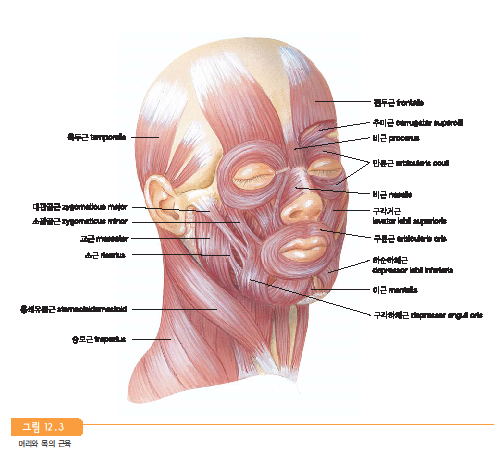 전두근 frontalis
추미근 corrugator supercilli
비근 procerus
측두근 temporalis
안륜근 orbicularis oculi
비근 nasalis
대관골근 zygomaticus major
소관골근 zygomaticus minor
구각거근
levator labii superioris
교근 masseter
구륜근 orbicularis oris
소근 risorius
하순하체근
depressor labii inferioris
이근 mentalis
흉쇄유돌근 sternocleidomastoid
구각하체근 depressor anguli oris
승모근 trapezius
그림 12.3
머리와 목의 근육